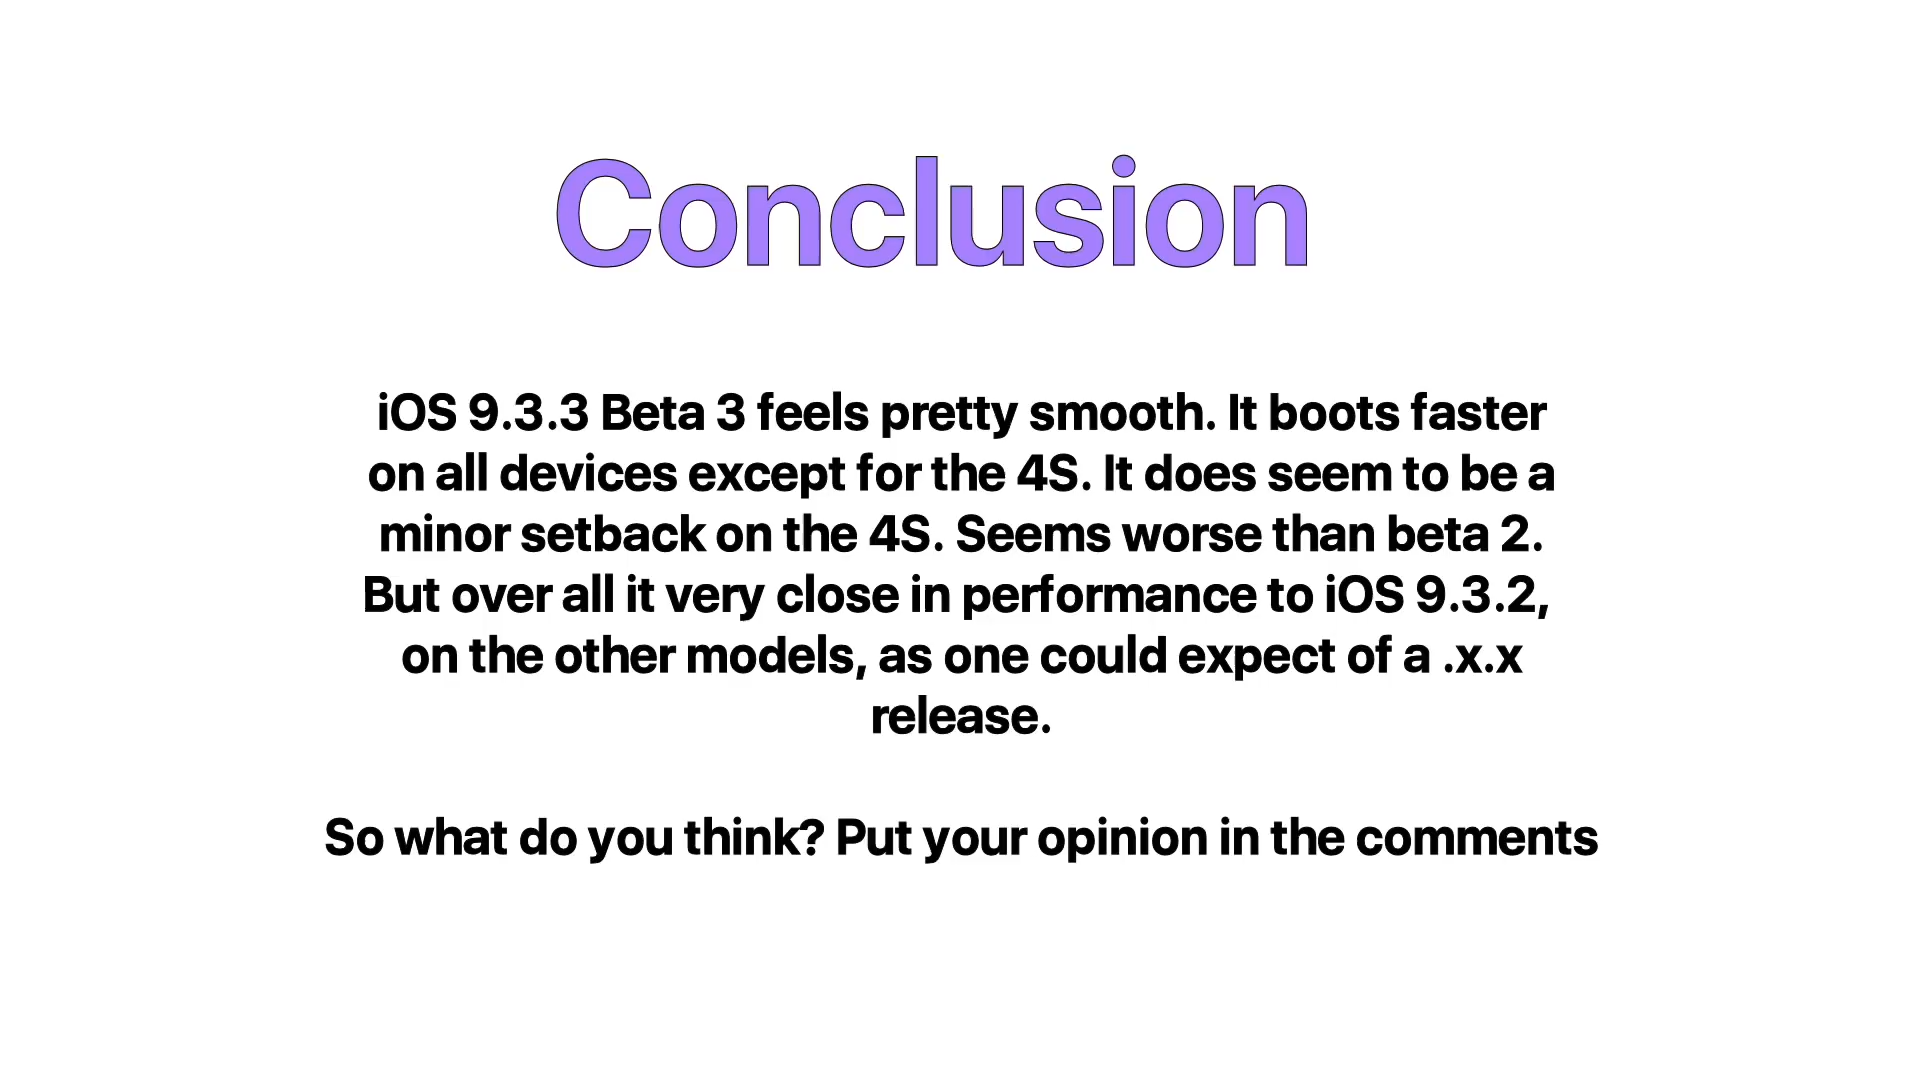 Conclusion
iOS 9.3.3 Beta 3 feels pretty smooth. It boots faster
on all devices except for the 4S. It does seem to be a
minor setback on the 4S. Seems worse than beta 2.
But over all it very close in performance to iOS 9.3.2,
on the other models, as one could expect of a .x.x
release.
So what do you think? Put your opinion in the comments